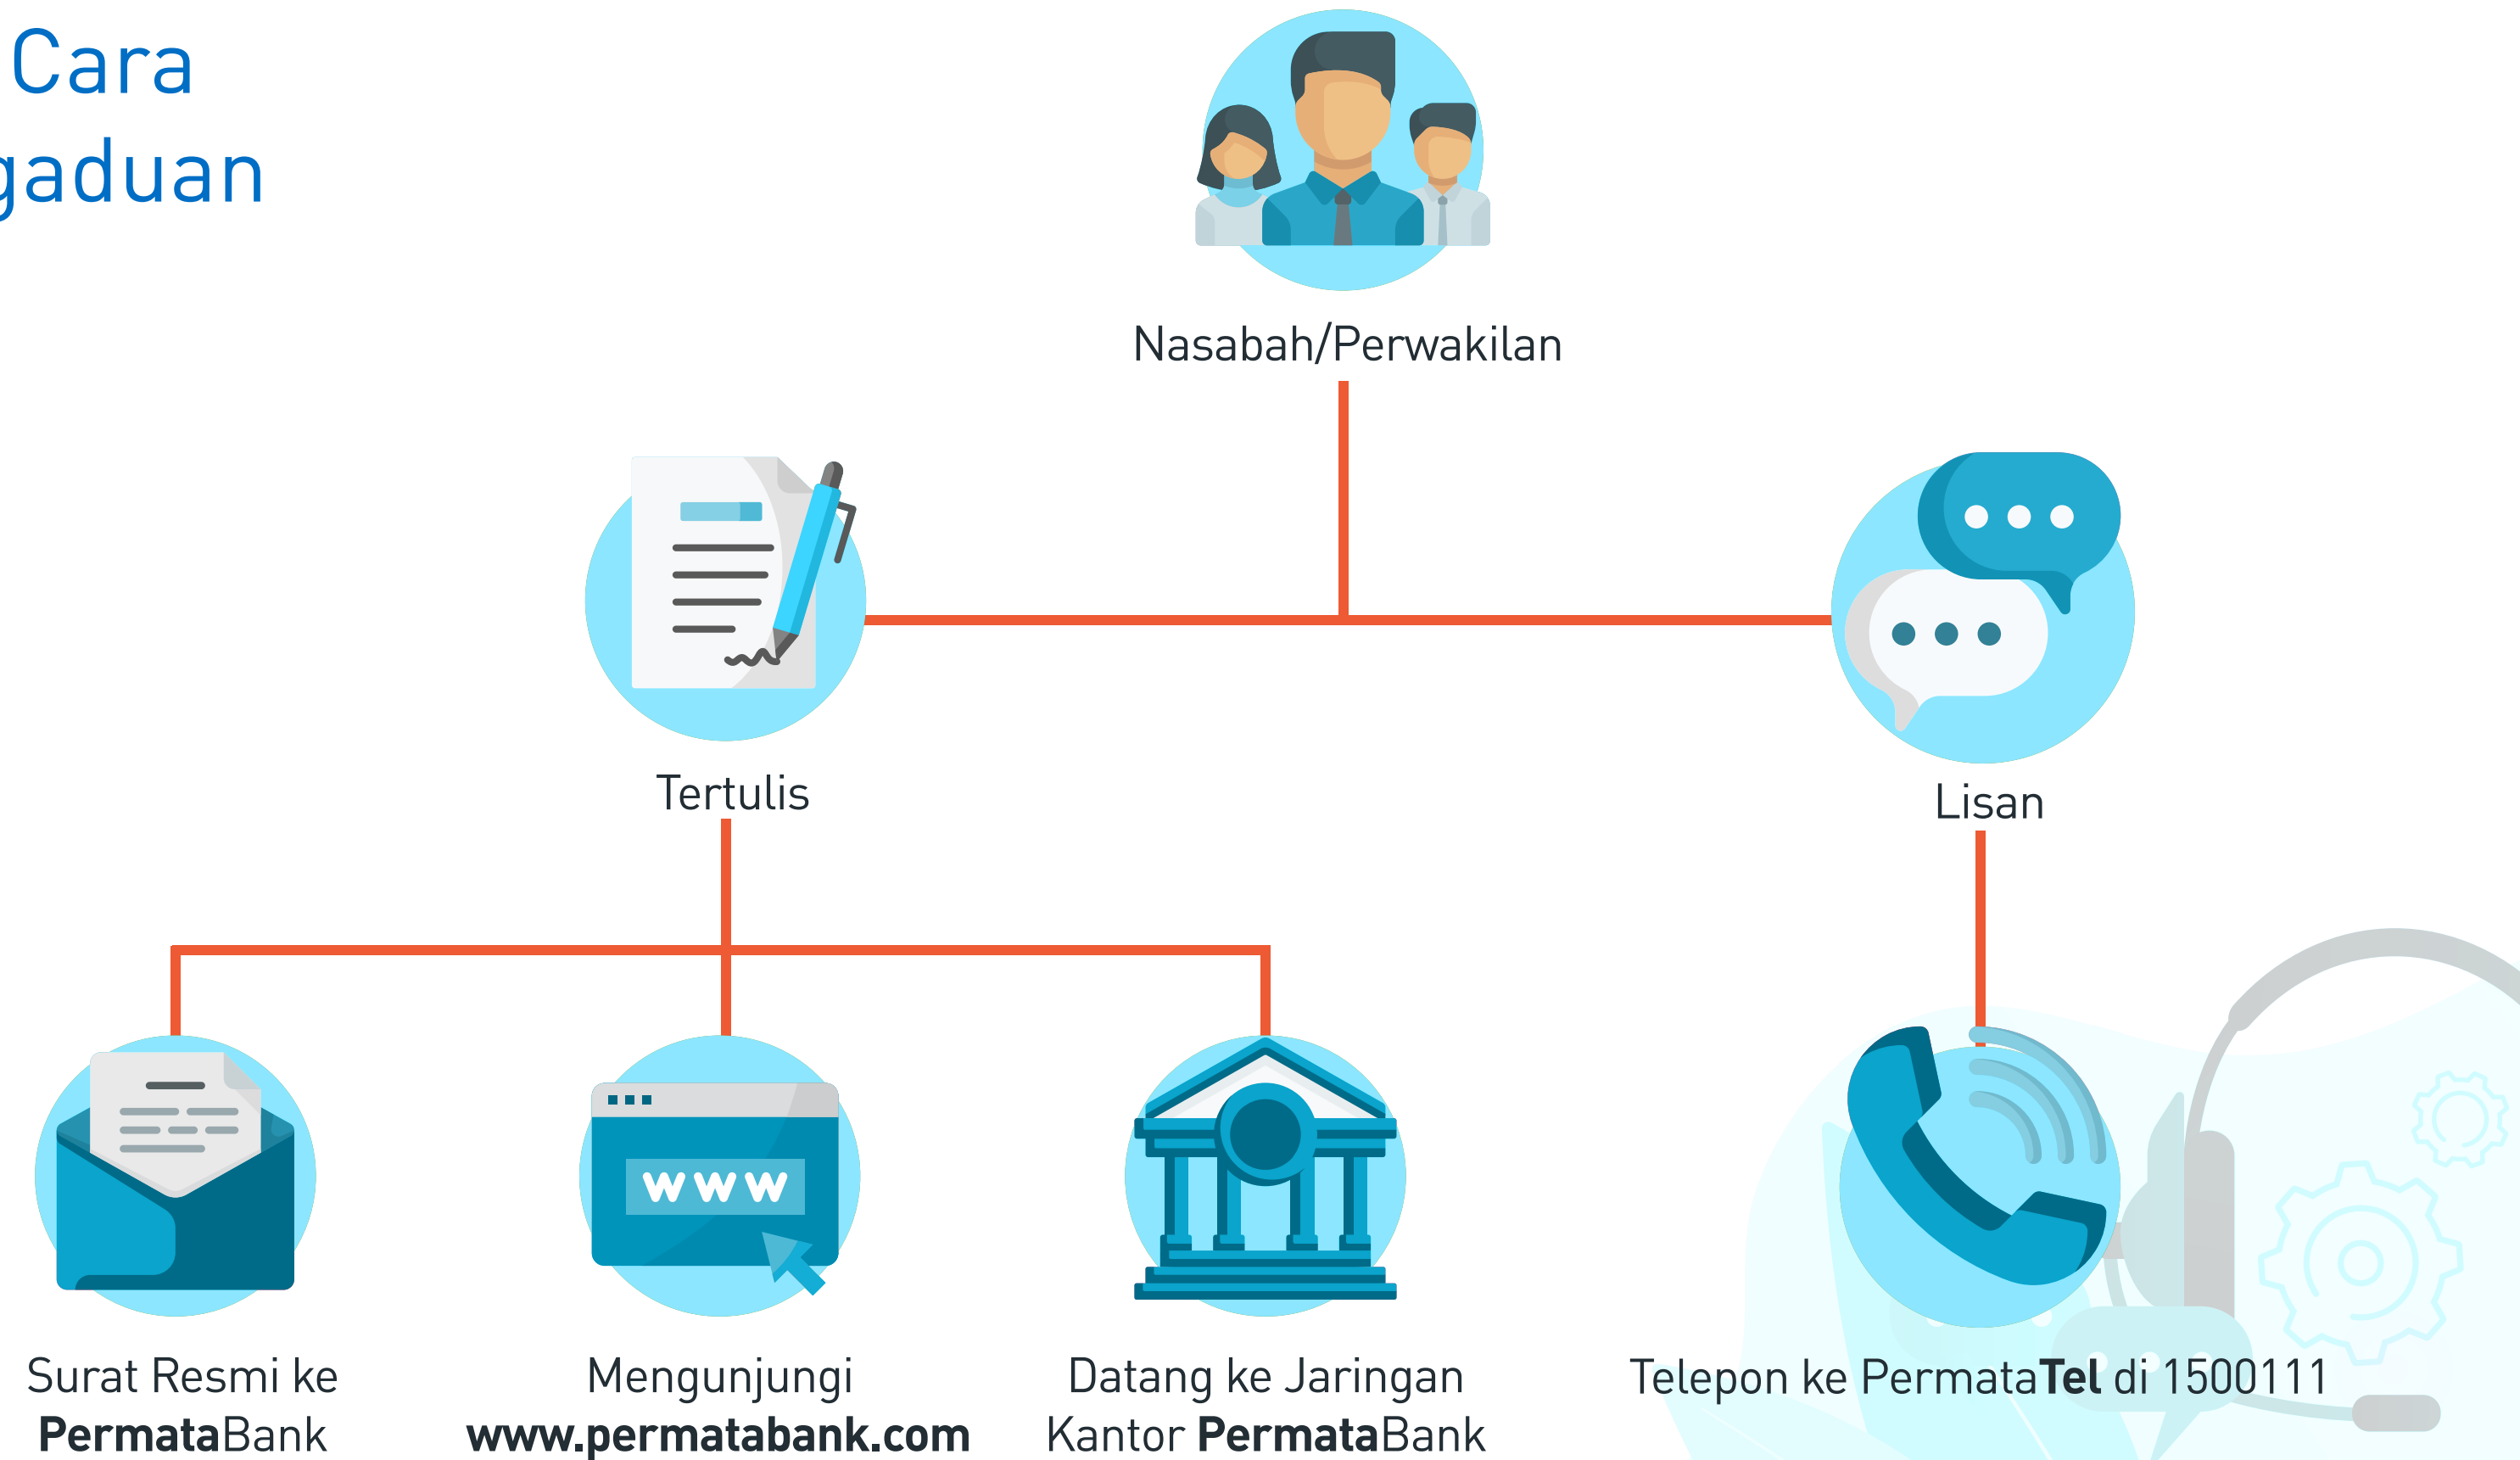 Cara
gaduan
Nasabah/Perwakilan
Tertulis
Lisan
www
Surat Resmi ke
PermataBank
Mengunjungi
www.permatabank.com
Datang ke Jaringan
Kantor PermataBank
Telepon ke PermataTel di 1500111